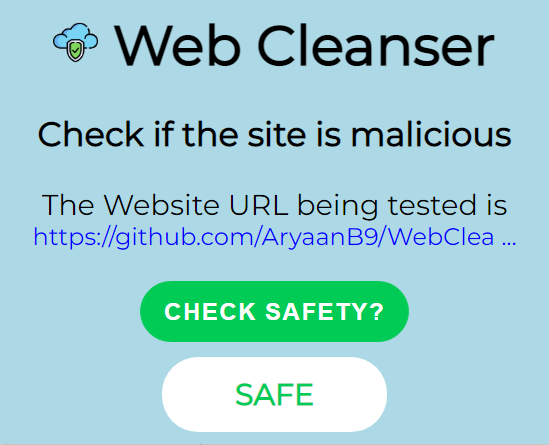 Web Cleanser
Check if the site is malicious
The Website URL being tested is
https://github.com/AryaanB9/WebClea ...
CHECK SAFETY?
SAFE